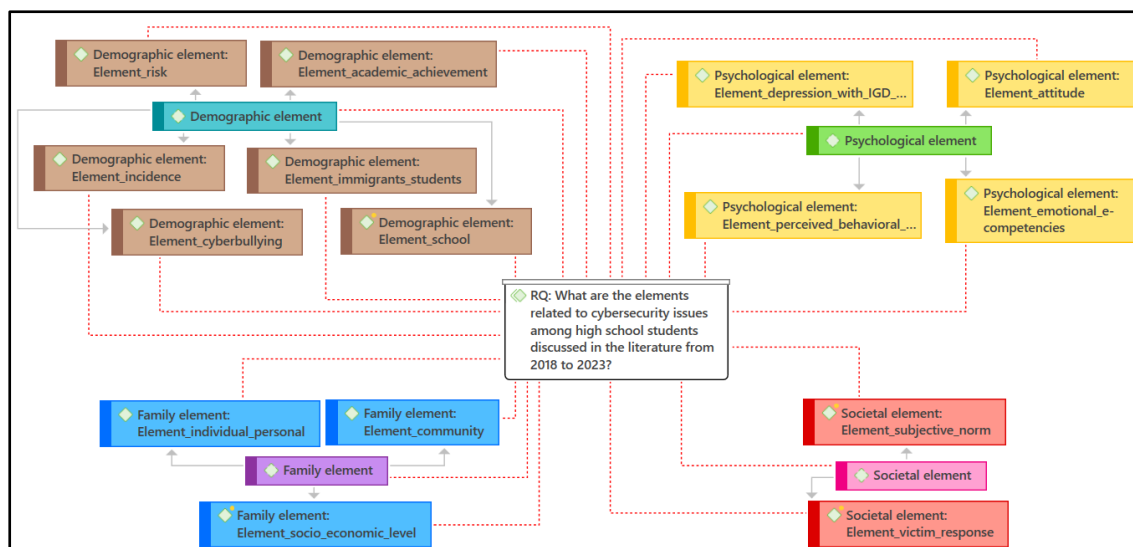 Demographic element:
Element_risk
Demographic element:
Element_academic_achievement
Demographic element
Demographic element:
Element_incidence
Demographic element:
Element_immigrants_students
Demographic element:
Element_cyberbullying
Demographic element:
Element_school
Psychological element:
Element_depression_with_IGD_...
Psychological element:
Element_attitude
Psychological element
Psychological element:
Element_perceived_behavioral_...
Psychological element:
Element_emotional_e-
competencies
RQ: What are the elements
related to cybersecurity issues
among high school students
discussed in the literature from
2018 to 2023?
Family element:
Element_individual_personal
Family element:
Element_community
Family element
Family element:
Element_socio_economic_level
Societal element:
Element_subjective_norm
Societal element
Societal element:
Element_victim_response